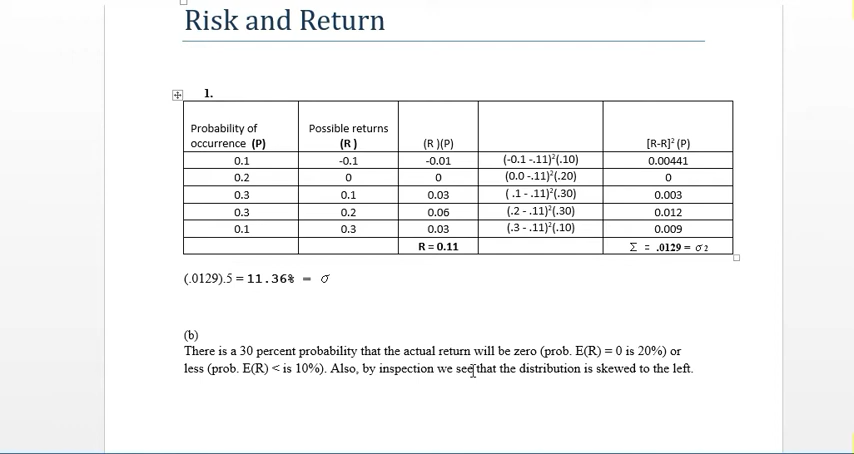 Risk and Return
1.
Probability of occurrence (P) Possible returns (R ) (R )(P) [R-R]² (P)
0.1 -0.1 -0.01 (-0.1 -.11)²(.10) 0.00441
0.2 0 0 (0.0 -.11)²(.20) 0
0.3 0.1 0.03 ( .1 - .11)²(.30) 0.003
0.3 0.2 0.06 (.2 - .11)²(.30) 0.012
0.1 0.3 0.03 (.3 - .11)²(.10) 0.009
R = 0.11 Σ = .0129 = σ 2
(.0129).5 = 11.36% = σ
(b)
There is a 30 percent probability that the actual return will be zero (prob. E(R) = 0 is 20%) or
less (prob. E(R) < is 10%). Also, by inspection we see that the distribution is skewed to the left.